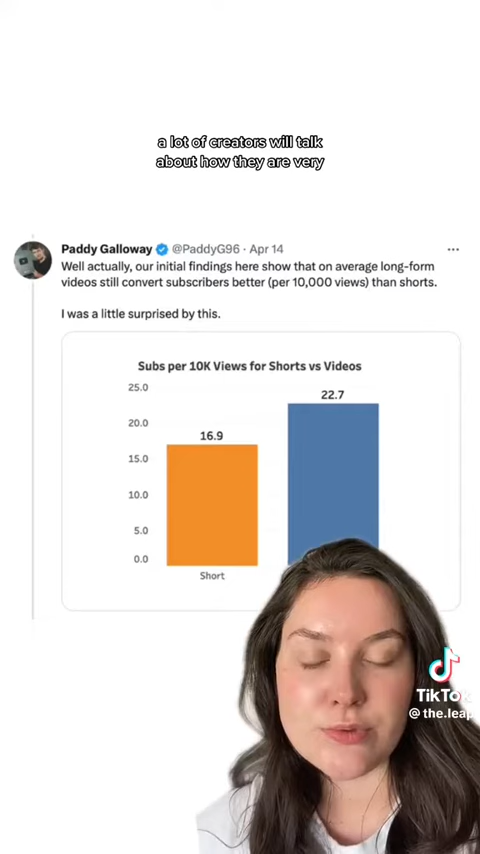 a lot of creators will talk
about how they are very
Paddy Galloway @PaddyG96 · Apr 14
Well actually, our initial findings here show that on average long-form
videos still convert subscribers better (per 10,000 views) than shorts.
I was a little surprised by this.
Subs per 10K Views for Shorts vs Videos
25.0
22.7
20.0
16.9
15.0
10.0
5.0
0.0
Short
TikTok
@ the.leap